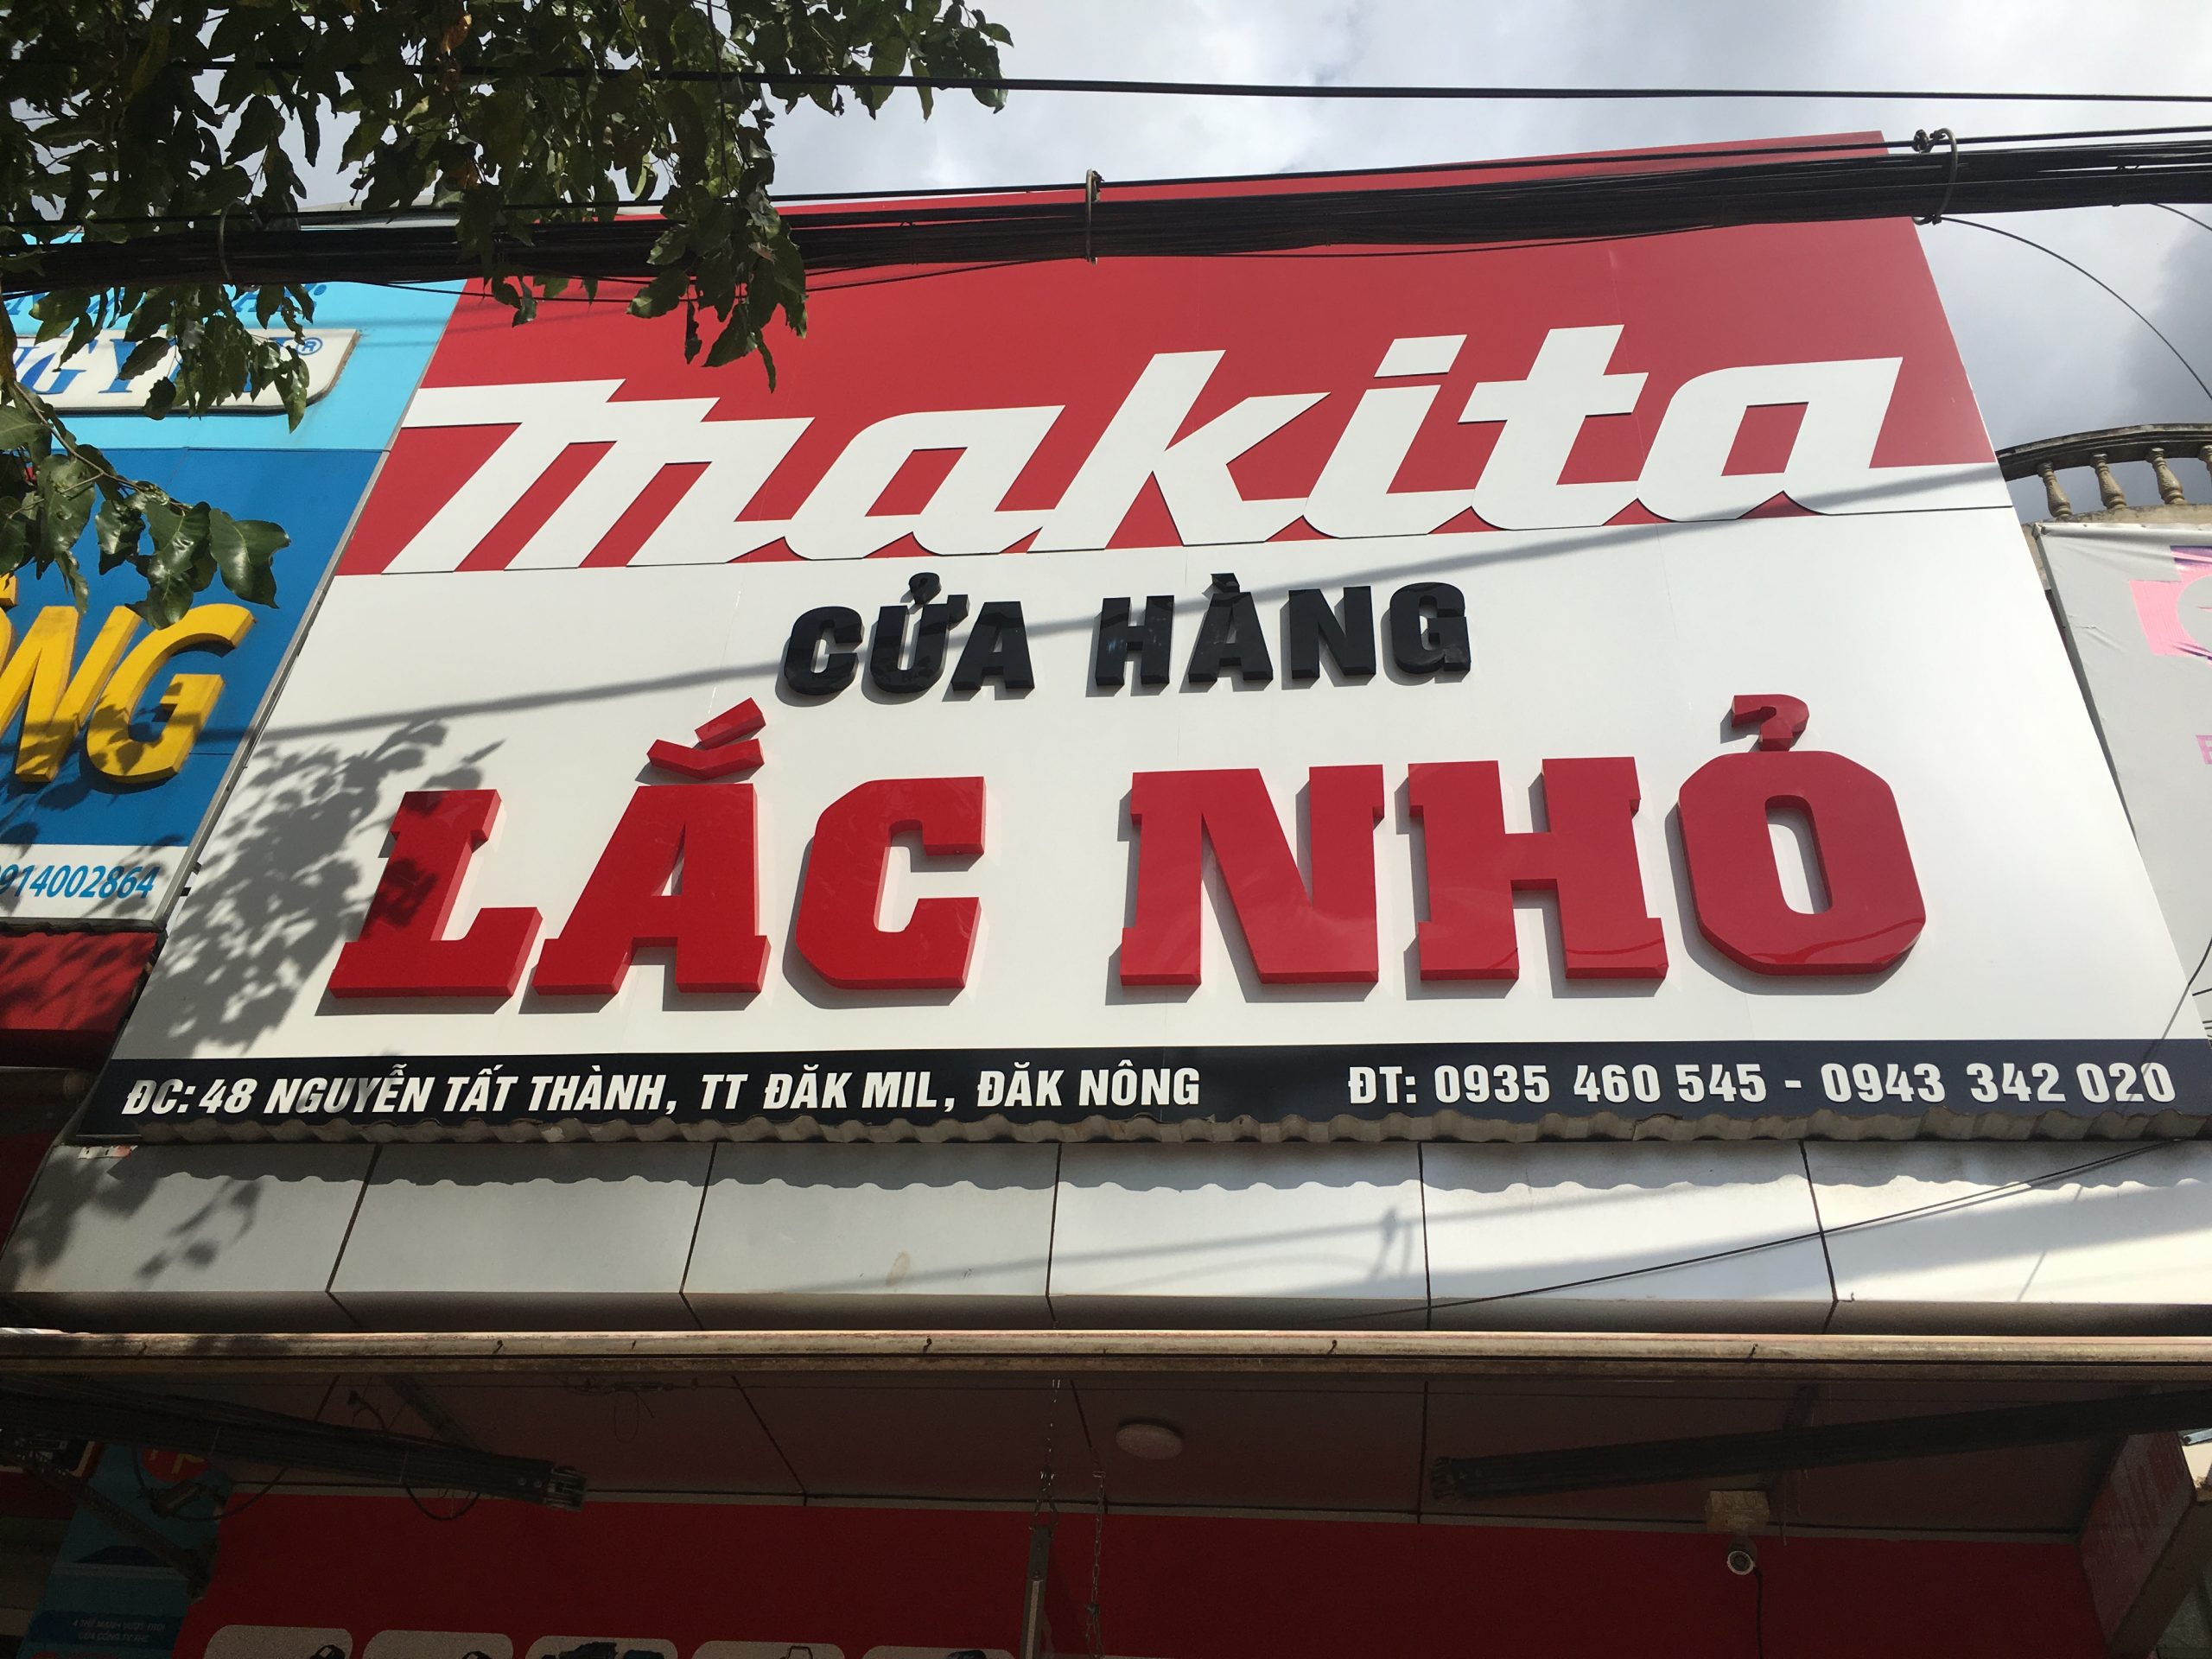 makita
CỬA HÀNG
LẮC NHỎ
ĐC: 48 NGUYỄN TẤT THÀNH, TT ĐĂK MIL, ĐĂK NÔNG ĐT: 0935 460 545 - 0943 342 020
914002864